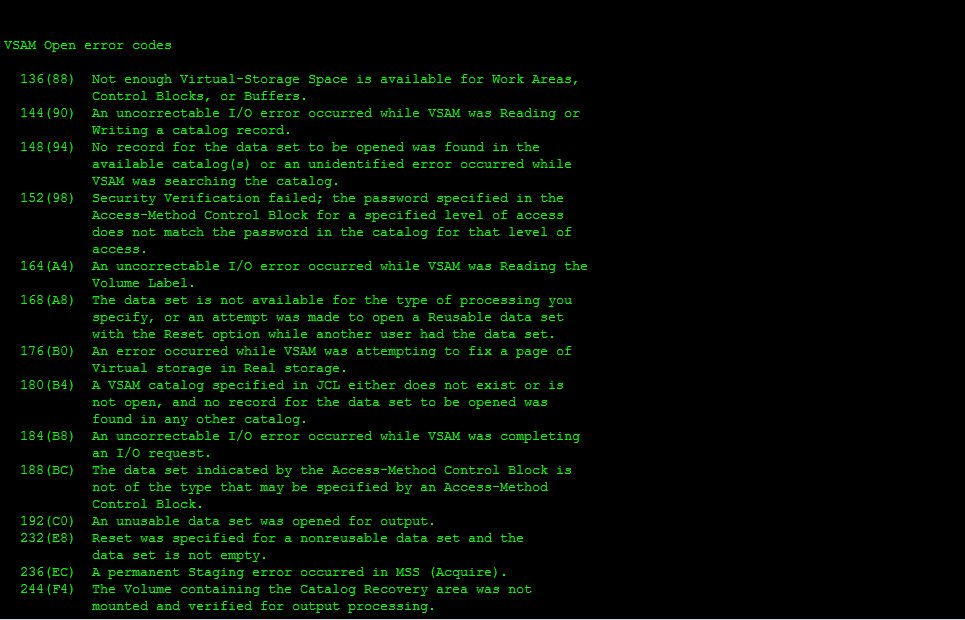 VSAM Open error codes
136(88) Not enough Virtual-Storage Space is available for Work Areas,
Control Blocks, or Buffers.
144(90) An uncorrectable I/O error occurred while VSAM was Reading or
Writing a catalog record.
148(94) No record for the data set to be opened was found in the
available catalog(s) or an unidentified error occurred while
VSAM was searching the catalog.
152(98) Security Verification failed; the password specified in the
Access-Method Control Block for a specified level of access
does not match the password in the catalog for that level of
access.
164(A4) An uncorrectable I/O error occurred while VSAM was Reading the
Volume Label.
168(A8) The data set is not available for the type of processing you
specify, or an attempt was made to open a Reusable data set
with the Reset option while another user had the data set.
176(B0) An error occurred while VSAM was attempting to fix a page of
Virtual storage in Real storage.
180(B4) A VSAM catalog specified in JCL either does not exist or is
not open, and no record for the data set to be opened was
found in any other catalog.
184(B8) An uncorrectable I/O error occurred while VSAM was completing
an I/O request.
188(BC) The data set indicated by the Access-Method Control Block is
not of the type that may be specified by an Access-Method
Control Block.
192(C0) An unusable data set was opened for output.
232(E8) Reset was specified for a nonreusable data set and the
data set is not empty.
236(EC) A permanent Staging error occurred in MSS (Acquire).
244(F4) The Volume containing the Catalog Recovery area was not
mounted and verified for output processing.